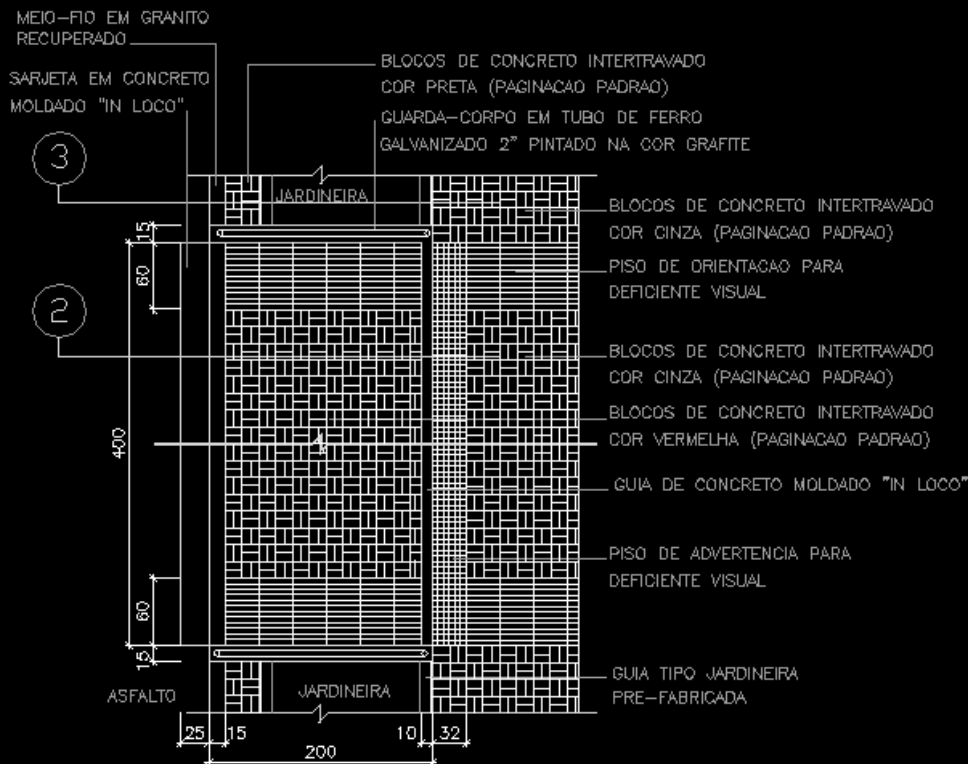 MEIO-FIO EM GRANITO
RECUPERADO
SARJETA EM CONCRETO
MOLDADO "IN LOCO"
BLOCOS DE CONCRETO INTERTRAVADO
COR PRETA (PAGINACAO PADRAO)
GUARDA-CORPO EM TUBO DE FERRO
GALVANIZADO 2" PINTADO NA COR GRAFITE
3
JARDINEIRA
BLOCOS DE CONCRETO INTERTRAVADO
COR CINZA (PAGINACAO PADRAO)
15
60
PISO DE ORIENTACAO PARA
DEFICIENTE VISUAL
2
BLOCOS DE CONCRETO INTERTRAVADO
COR CINZA (PAGINACAO PADRAO)
BLOCOS DE CONCRETO INTERTRAVADO
COR VERMELHA (PAGINACAO PADRAO)
400
GUIA DE CONCRETO MOLDADO "IN LOCO"
PISO DE ADVERTENCIA PARA
DEFICIENTE VISUAL
60
15
ASFALTO
JARDINEIRA
GUIA TIPO JARDINEIRA
PRE-FABRICADA
25
15
10
32
200